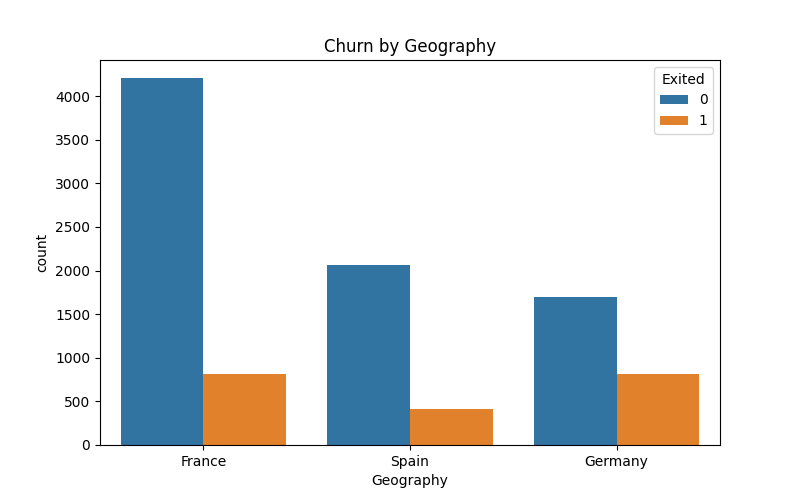 Churn by Geography
Exited
0
1
count
4000
3500
3000
2500
2000
1500
1000
500
0
France
Spain
Germany
Geography